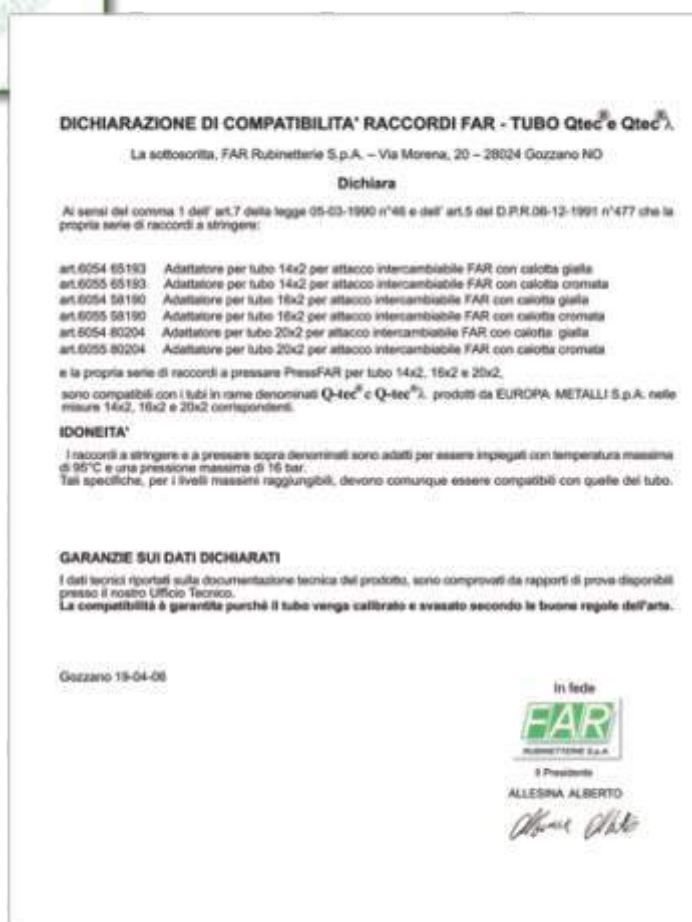 DICHIARAZIONE DI COMPATIBILITA' RACCORDI FAR - TUBO Qtec® e Qtec®λ
La sottoscritta, FAR Rubinetterie S.p.A. – Via Morena, 20 – 28024 Gozzano NO
Dichiara
Ai sensi del comma 1 dell' art.7 della legge 05-03-1990 n°46 e dell' art.5 del D.P.R.06-12-1991 n°477 che la
propria serie di raccordi a stringere:
art.6054 65193 Adattatore per tubo 14x2 per attacco intercambiabile FAR con calotta gialla
art.6055 65193 Adattatore per tubo 14x2 per attacco intercambiabile FAR con calotta cromata
art.6054 58190 Adattatore per tubo 16x2 per attacco intercambiabile FAR con calotta gialla
art.6055 58190 Adattatore per tubo 16x2 per attacco intercambiabile FAR con calotta cromata
art.6054 80204 Adattatore per tubo 20x2 per attacco intercambiabile FAR con calotta gialla
art.6055 80204 Adattatore per tubo 20x2 per attacco intercambiabile FAR con calotta cromata
e la propria serie di raccordi a pressare PressFAR per tubo 14x2, 16x2 e 20x2,
sono compatibili con i tubi in rame denominati Q-tec® e Q-tec®λ prodotti da EUROPA METALLI S.p.A. nelle
misure 14x2, 16x2 e 20x2 corrispondenti.
IDONEITA'
I raccordi a stringere e a pressare sopra denominati sono adatti per essere impiegati con temperatura massima
di 95°C e una pressione massima di 16 bar.
Tali specifiche, per i livelli massimi raggiungibili, devono comunque essere compatibili con quelle del tubo.
GARANZIE SUI DATI DICHIARATI
I dati tecnici riportati sulla documentazione tecnica del prodotto, sono comprovati da rapporti di prova disponibili
presso il nostro Ufficio Tecnico.
La compatibilità è garantita purché il tubo venga calibrato e svasato secondo le buone regole dell'arte.
Gozzano 19-04-06
In fede
FAR
RUBINETTERIE S.p.A.
Il Presidente
ALLESINA ALBERTO